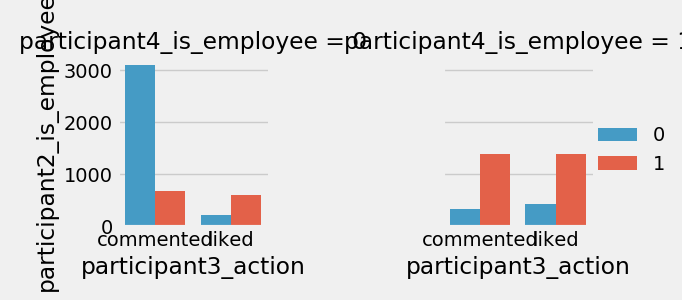 participant4_is_employee = 0
participant4_is_employee = 1
participant2_is_employee
3000
2000
1000
0
commented liked
commented liked
participant3_action
participant3_action
0
1